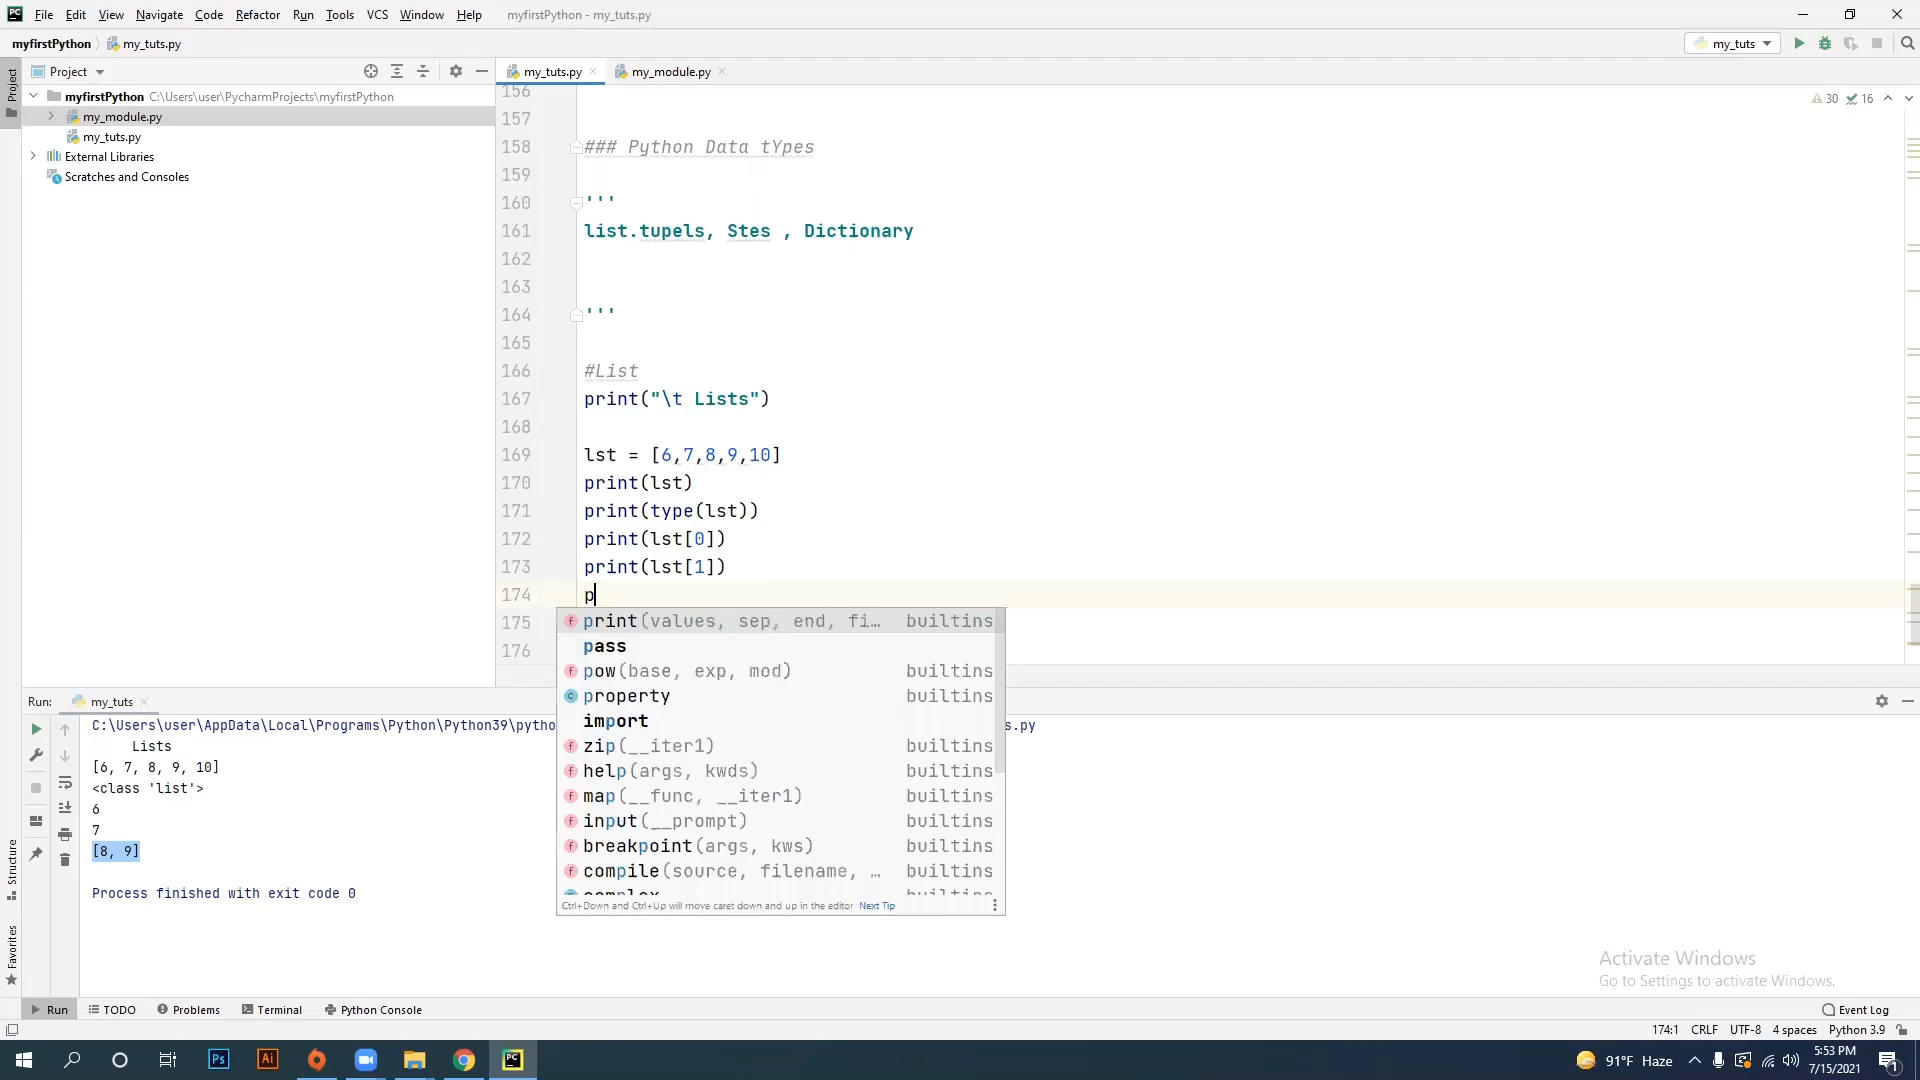 File Edit View Navigate Code Refactor Run Tools VCS Window Help myfirstPython - my_tuts.py
myfirstPython my_tuts.py my_tuts
Project my_tuts.py my_module.py
myfirstPython C:\Users\user\PycharmProjects\myfirstPython
my_module.py
my_tuts.py
External Libraries
Scratches and Consoles
Project
Structure
Favorites
30 16
156
157
158 ### Python Data tYpes
159
160 '''
161 list.tupels, Stes , Dictionary
162
163
164 '''
165
166 #List
167 print("\t Lists")
168
169 lst = [6,7,8,9,10]
170 print(lst)
171 print(type(lst))
172 print(lst[0])
173 print(lst[1])
174 p
175
176
print(values, sep, end, fi… builtins
pass
pow(base, exp, mod) builtins
property builtins
import
zip(__iter1) builtins
help(args, kwds) builtins
map(__func, __iter1) builtins
input(__prompt) builtins
breakpoint(args, kws) builtins
compile(source, filename, … builtins
complex builtins
Ctrl+Down and Ctrl+Up will move caret down and up in the editor Next Tip
Run: my_tuts
C:\Users\user\AppData\Local\Programs\Python\Python39\pytho s.py
Lists
[6, 7, 8, 9, 10]
<class 'list'>
6
7
[8, 9]
Process finished with exit code 0
Activate Windows
Go to Settings to activate Windows.
Run TODO Problems Terminal Python Console Event Log
174:1 CRLF UTF-8 4 spaces Python 3.9
Ps Ai PC 91°F Haze 5:53 PM
7/15/2021
1